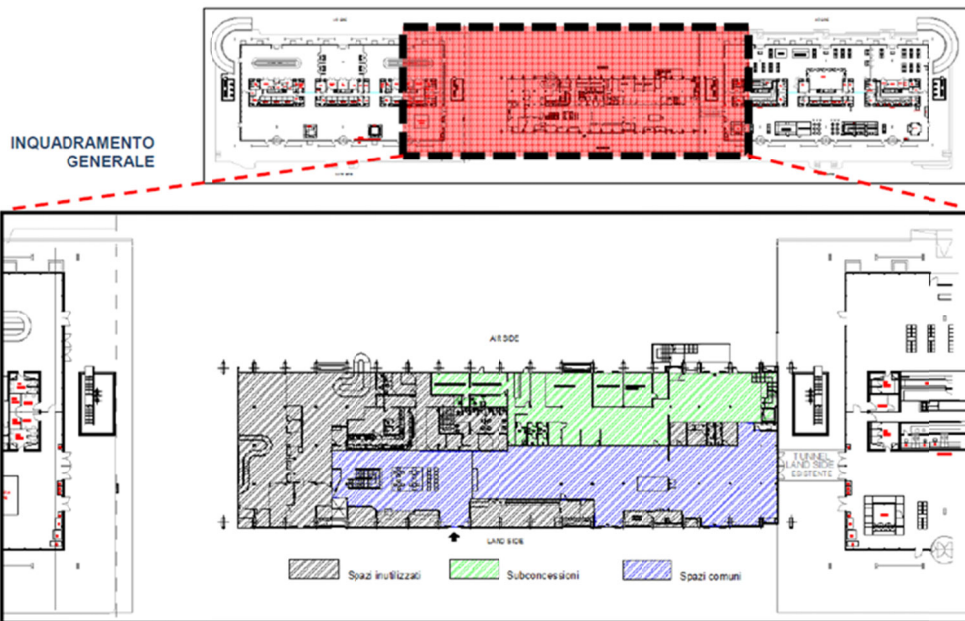 INQUADRAMENTO
GENERALE
AIR SIDE
TUNNEL
LAND SIDE
ESISTENTE
LAND SIDE
Spazi inutilizzati
Subconcessioni
Spazi comuni